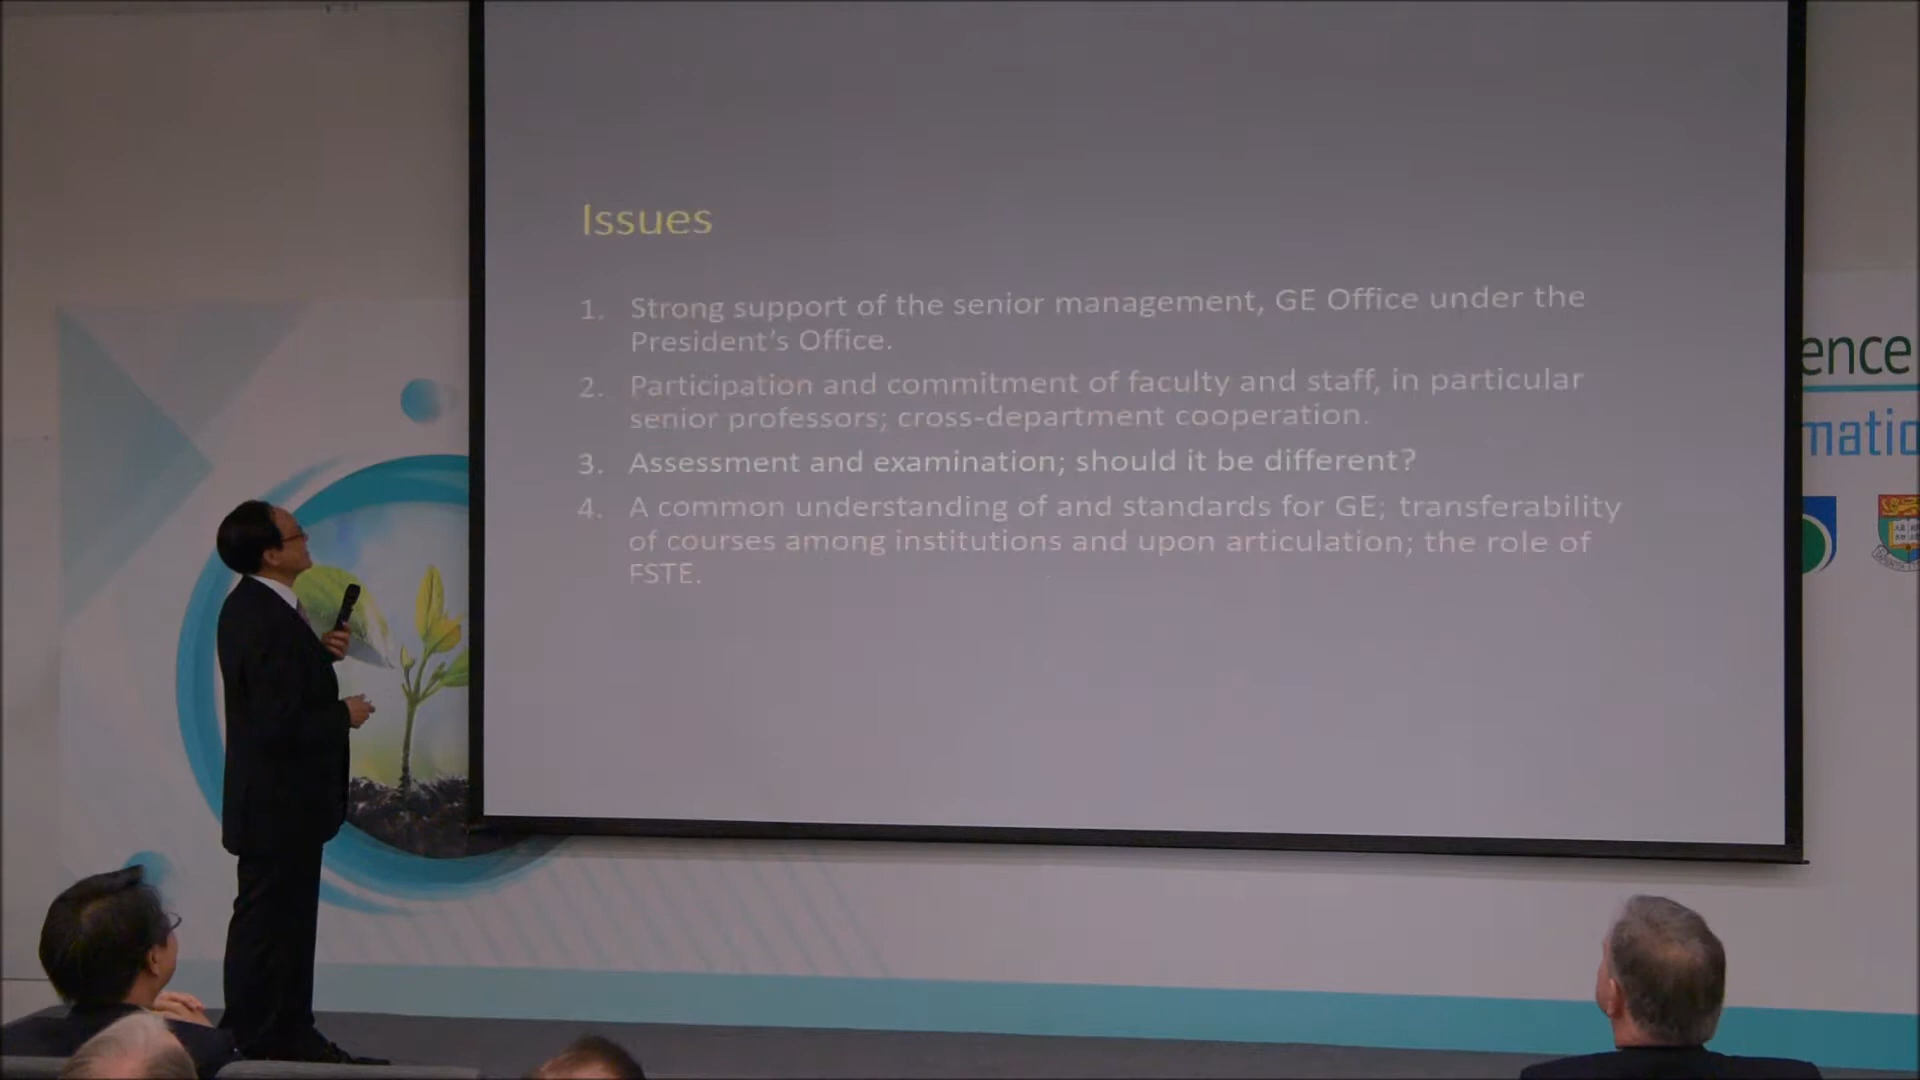 Issues
1. Strong support of the senior management, GE Office under the
President's Office.
2. Participation and commitment of faculty and staff, in particular
senior professors; cross-department cooperation.
3. Assessment and examination; should it be different?
4. A common understanding of and standards for GE; transferability
of courses among institutions and upon articulation; the role of
FSTE.
ence
matio